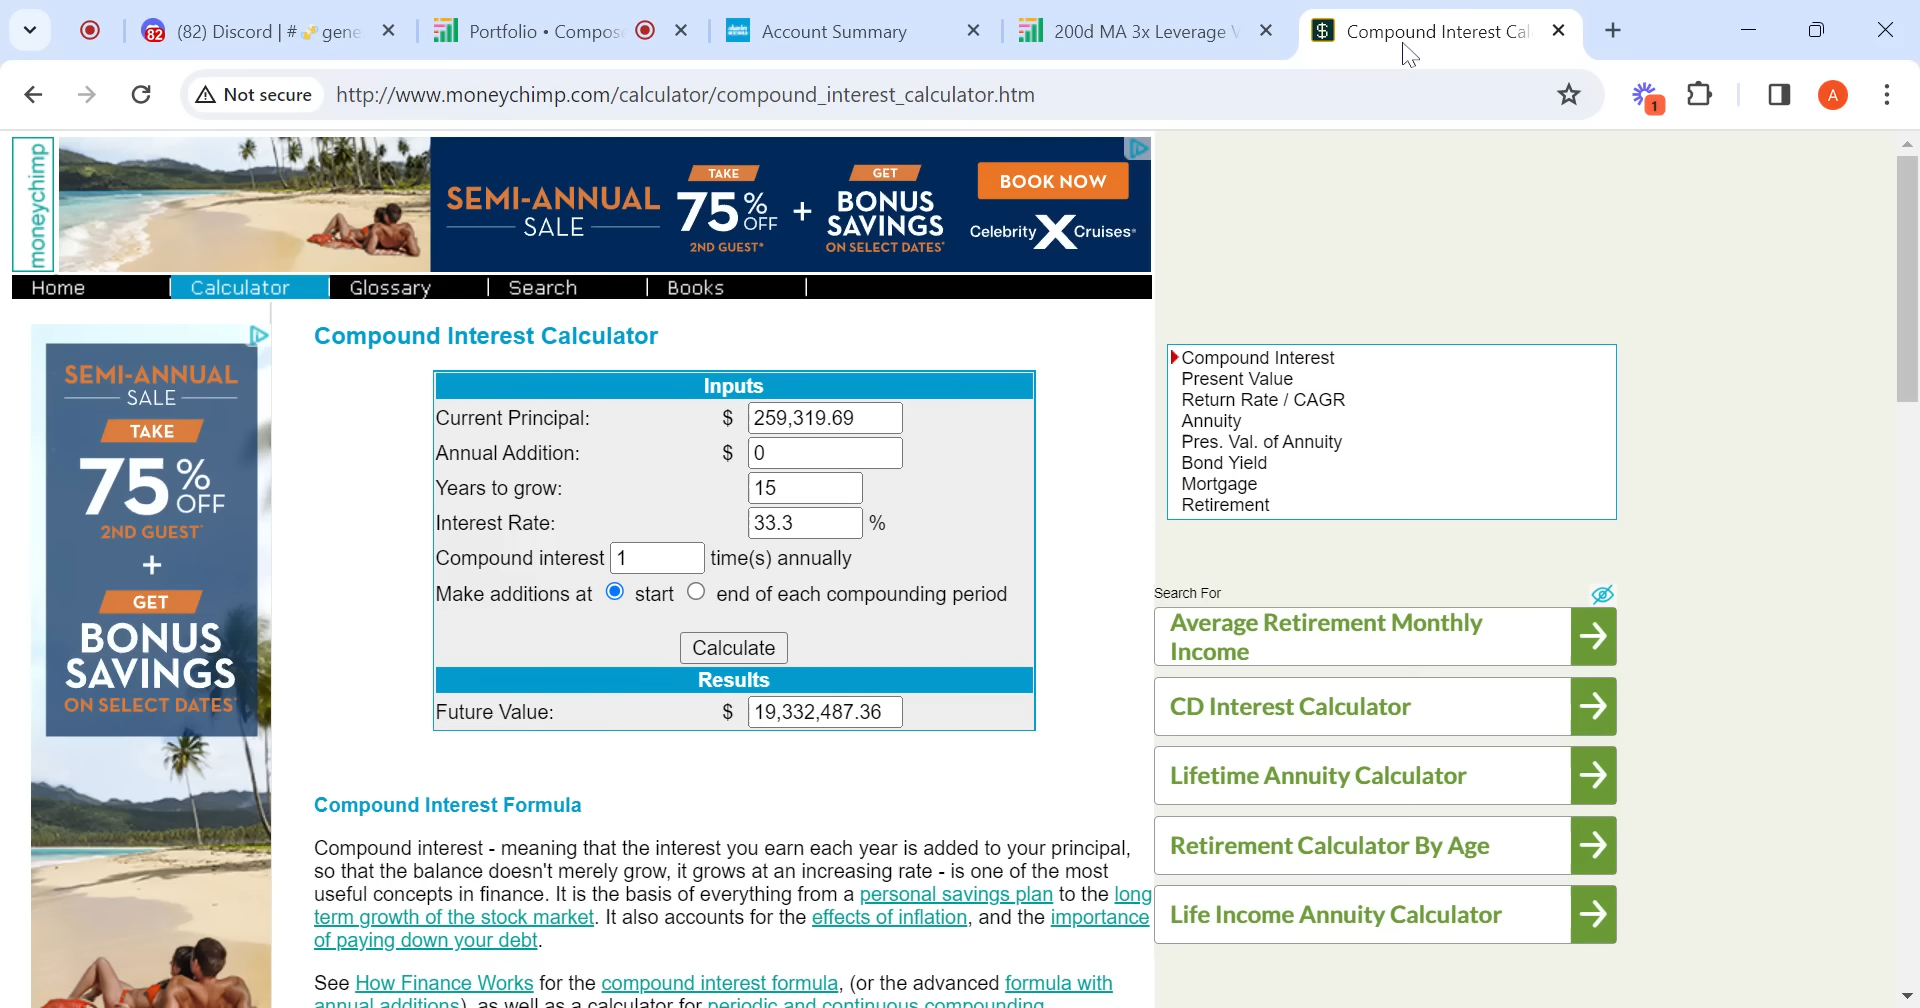 (82) Discord | # gene
Portfolio • Compos
Account Summary
200d MA 3x Leverage
Compound Interest Cal
Not secure
http://www.moneychimp.com/calculator/compound_interest_calculator.htm
1
A
moneychimp
SEMI-ANNUAL
SALE
TAKE
75% OFF
2ND GUEST*
+
GET
BONUS
SAVINGS
ON SELECT DATES*
BOOK NOW
Celebrity X Cruises
Home
Calculator
Glossary
Search
Books
SEMI-ANNUAL
SALE
TAKE
75% OFF
2ND GUEST*
+
GET
BONUS
SAVINGS
ON SELECT DATES*
Compound Interest Calculator
Inputs
Current Principal: $ 259,319.69
Annual Addition: $ 0
Years to grow: 15
Interest Rate: 33.3 %
Compound interest 1 time(s) annually
Make additions at start end of each compounding period
Calculate
Results
Future Value: $ 19,332,487.36
Compound Interest Formula
Compound interest - meaning that the interest you earn each year is added to your principal,
so that the balance doesn't merely grow, it grows at an increasing rate - is one of the most
useful concepts in finance. It is the basis of everything from a personal savings plan to the long
term growth of the stock market. It also accounts for the effects of inflation, and the importance
of paying down your debt.
See How Finance Works for the compound interest formula, (or the advanced formula with
annual additions), as well as a calculator for periodic and continuous compounding.
Compound Interest
Present Value
Return Rate / CAGR
Annuity
Pres. Val. of Annuity
Bond Yield
Mortgage
Retirement
Search For
Average Retirement Monthly
Income
CD Interest Calculator
Lifetime Annuity Calculator
Retirement Calculator By Age
Life Income Annuity Calculator